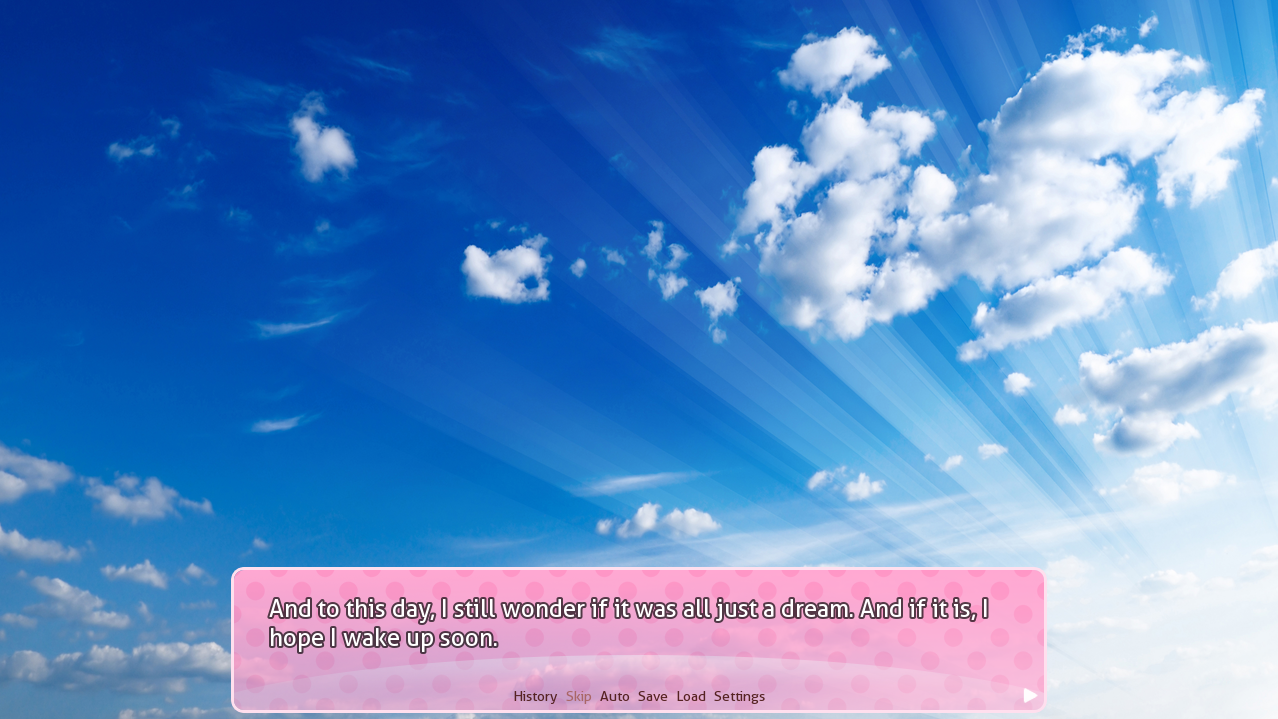 And to this day, I still wonder if it was all just a dream. And if it is, I
hope I wake up soon.
History Skip Auto Save Load Settings